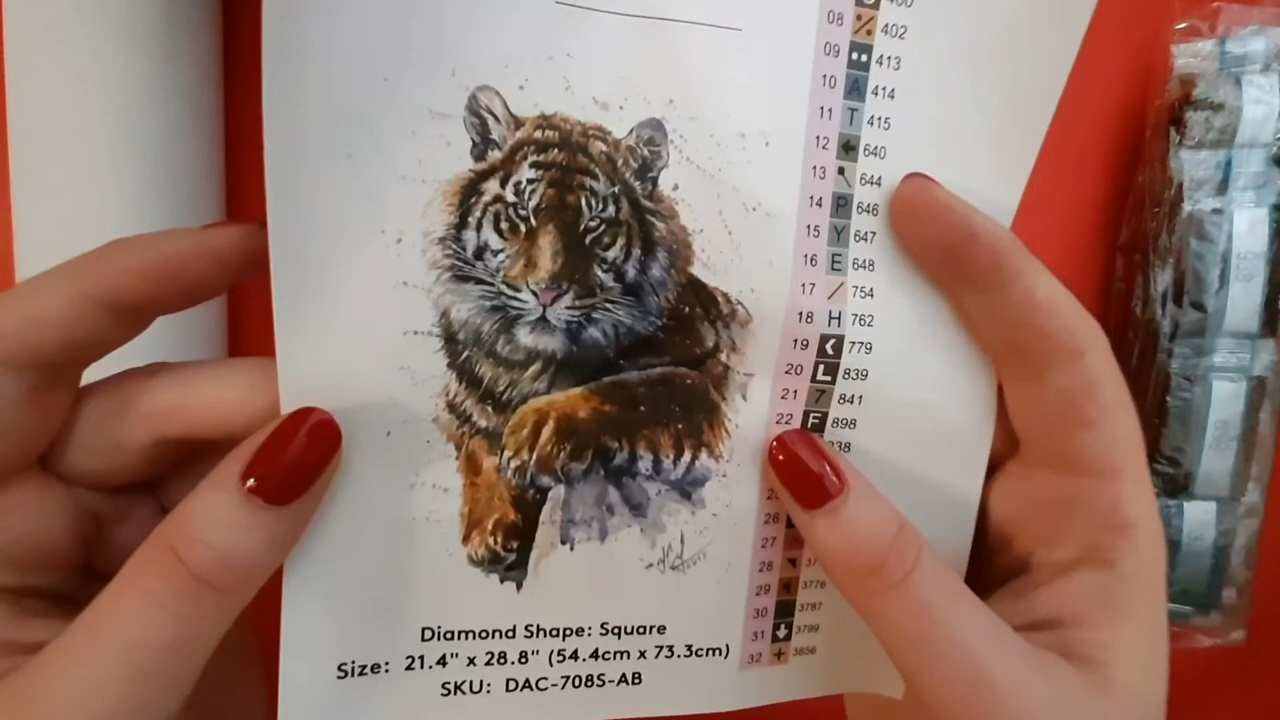 460
08 % 402
09 •• 413
10 A 414
11 T 415
12 ← 640
13 644
14 P 646
15 Y 647
16 E 648
17 / 754
18 H 762
19 ❮ 779
20 L 839
21 7 841
22 F 898
938
26
27
28
29 3776
30 3787
31 ↓ 3799
32 + 3856
Diamond Shape: Square
Size: 21.4" x 28.8" (54.4cm x 73.3cm)
SKU: DAC-708S-AB